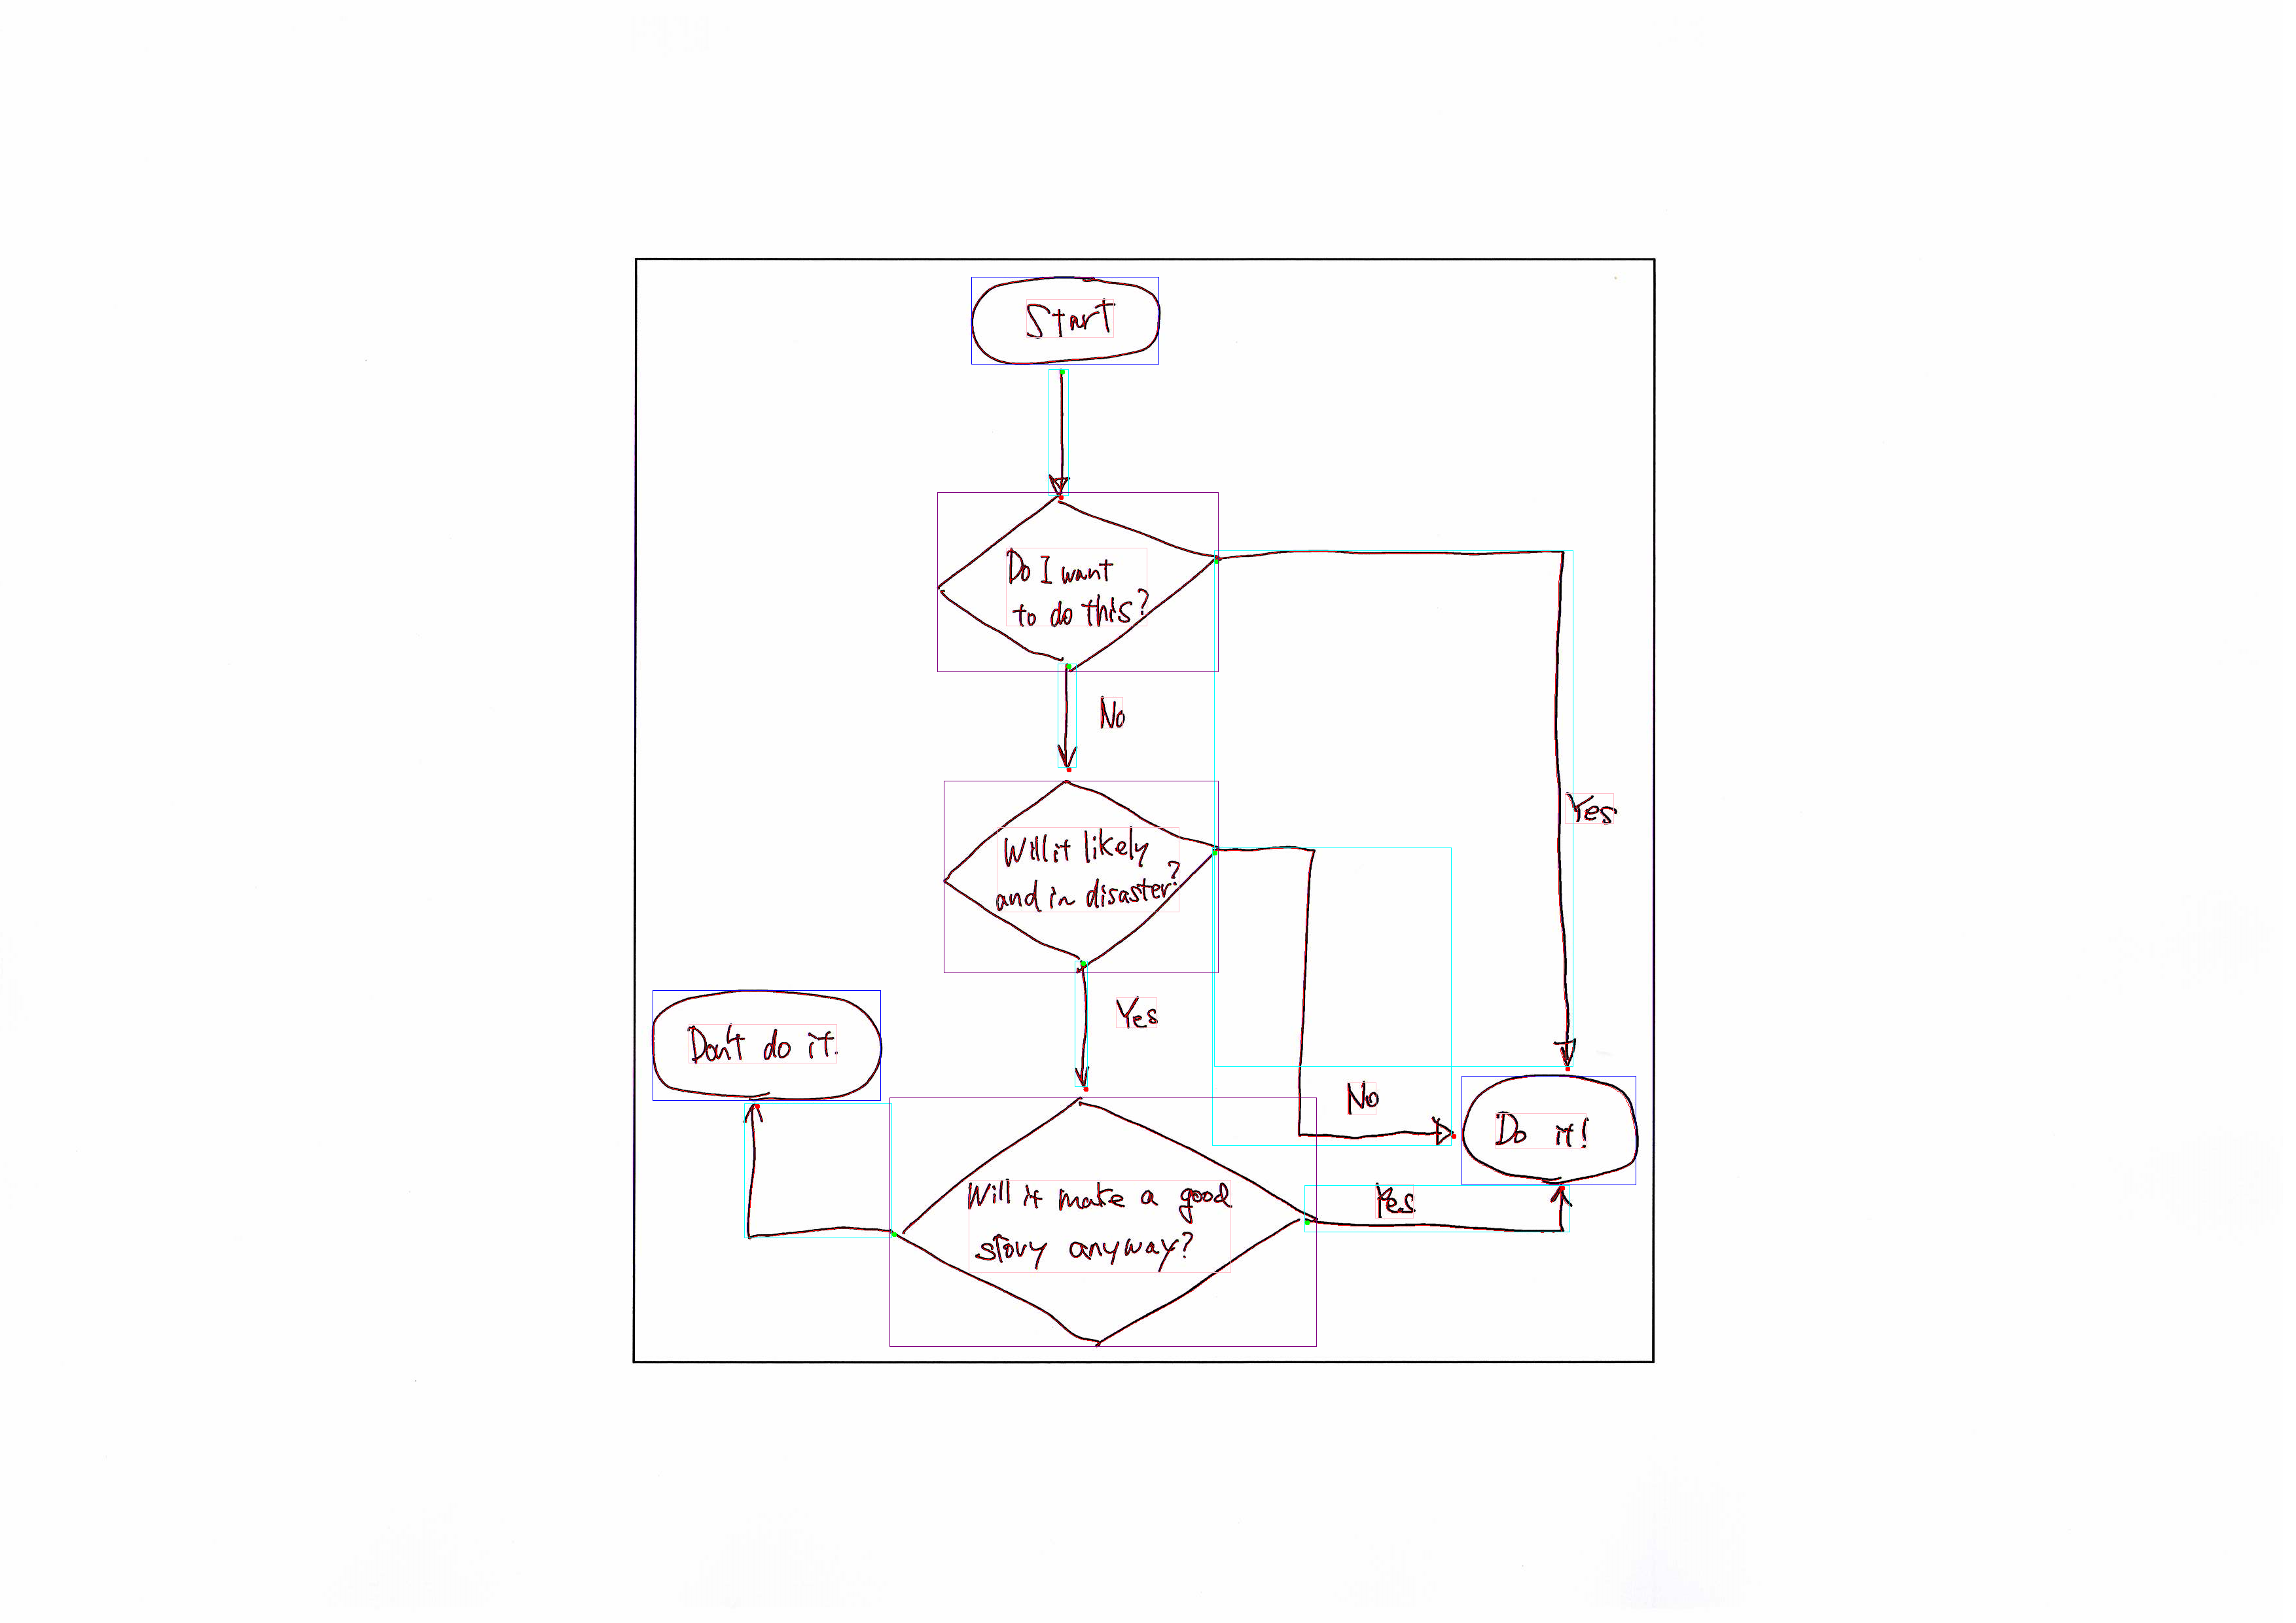 Start
Do I want
to do this?
No
Yes
Will it likely
and in disaster?
Yes
Don't do it.
No
Do it!
Yes
Will it make a good
story anyway?